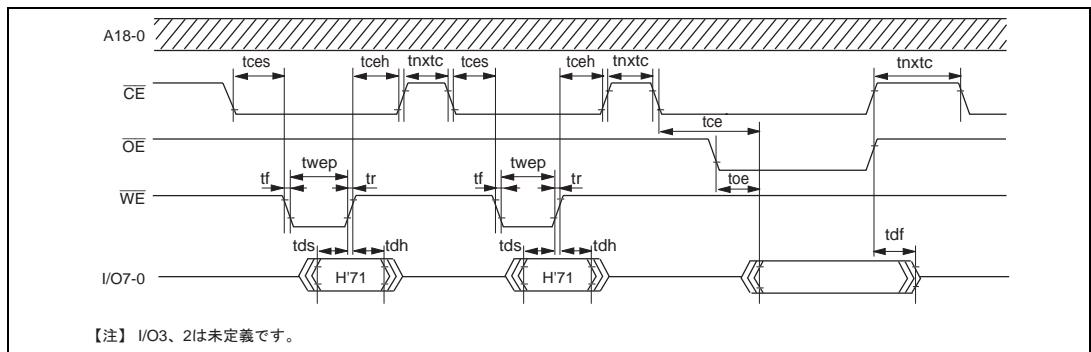 A18-0
tces tceh tnxtc tces tceh tnxtc tnxtc
CE
tce
OE
twep twep
tf tr tf tr toe
WE
tds tdh tds tdh tdf
I/O7-0 H'71 H'71
【注】 I/O3、2は未定義です。